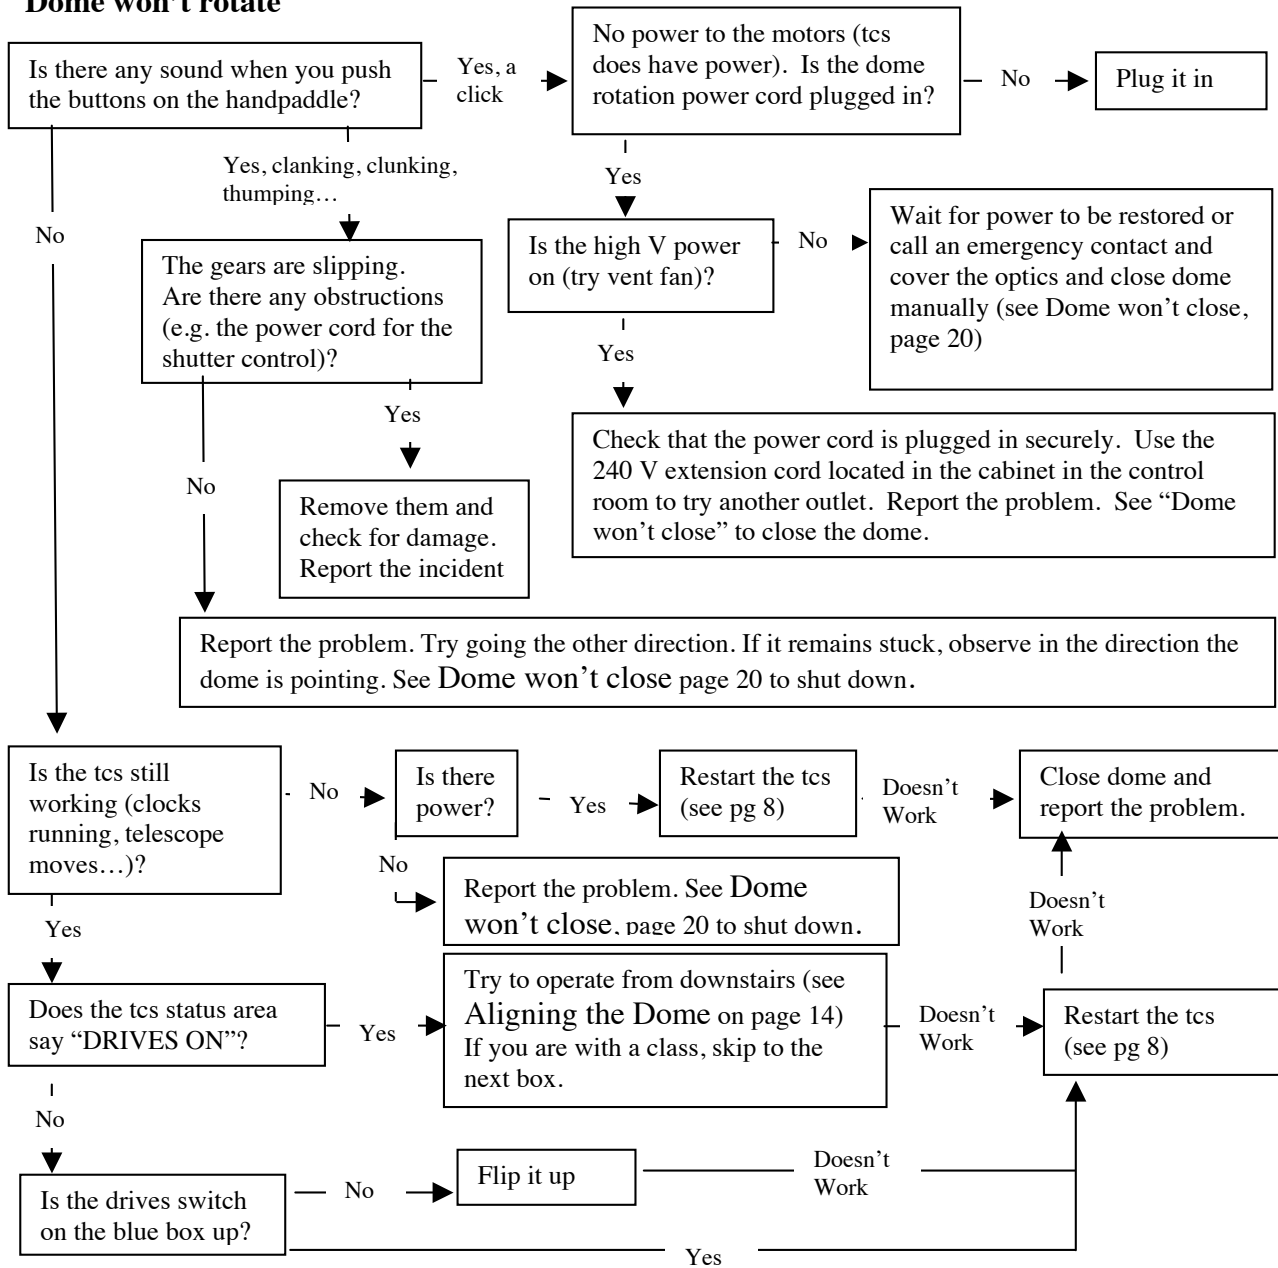 Dome won't rotate
Is there any sound when you push
the buttons on the handpaddle?
Yes, a
click
No power to the motors (tcs
does have power).  Is the dome
rotation power cord plugged in?
No
Plug it in
Yes, clanking, clunking,
thumping…
Yes
No
The gears are slipping.
Are there any obstructions
(e.g. the power cord for the
shutter control)?
Is the high V power
on (try vent fan)?
No
Wait for power to be restored or
call an emergency contact and
cover the optics and close dome
manually (see Dome won't close,
page 20)
Yes
Yes
No
Remove them and
check for damage.
Report the incident
Check that the power cord is plugged in securely.  Use the
240 V extension cord located in the cabinet in the control
room to try another outlet.  Report the problem.  See “Dome
won't close” to close the dome.
Report the problem. Try going the other direction. If it remains stuck, observe in the direction the
dome is pointing. See Dome won't close page 20 to shut down.
Is the tcs still
working (clocks
running, telescope
moves…)?
No
Is there
power?
Yes
Restart the tcs
(see pg 8)
Doesn't
Work
Close dome and
report the problem.
No
Report the problem. See Dome
won't close, page 20 to shut down.
Doesn't
Work
Yes
Does the tcs status area
say “DRIVES ON”?
Yes
Try to operate from downstairs (see
Aligning the Dome on page 14)
If you are with a class, skip to the
next box.
Doesn't
Work
Restart the tcs
(see pg 8)
No
Is the drives switch
on the blue box up?
No
Flip it up
Doesn't
Work
Yes